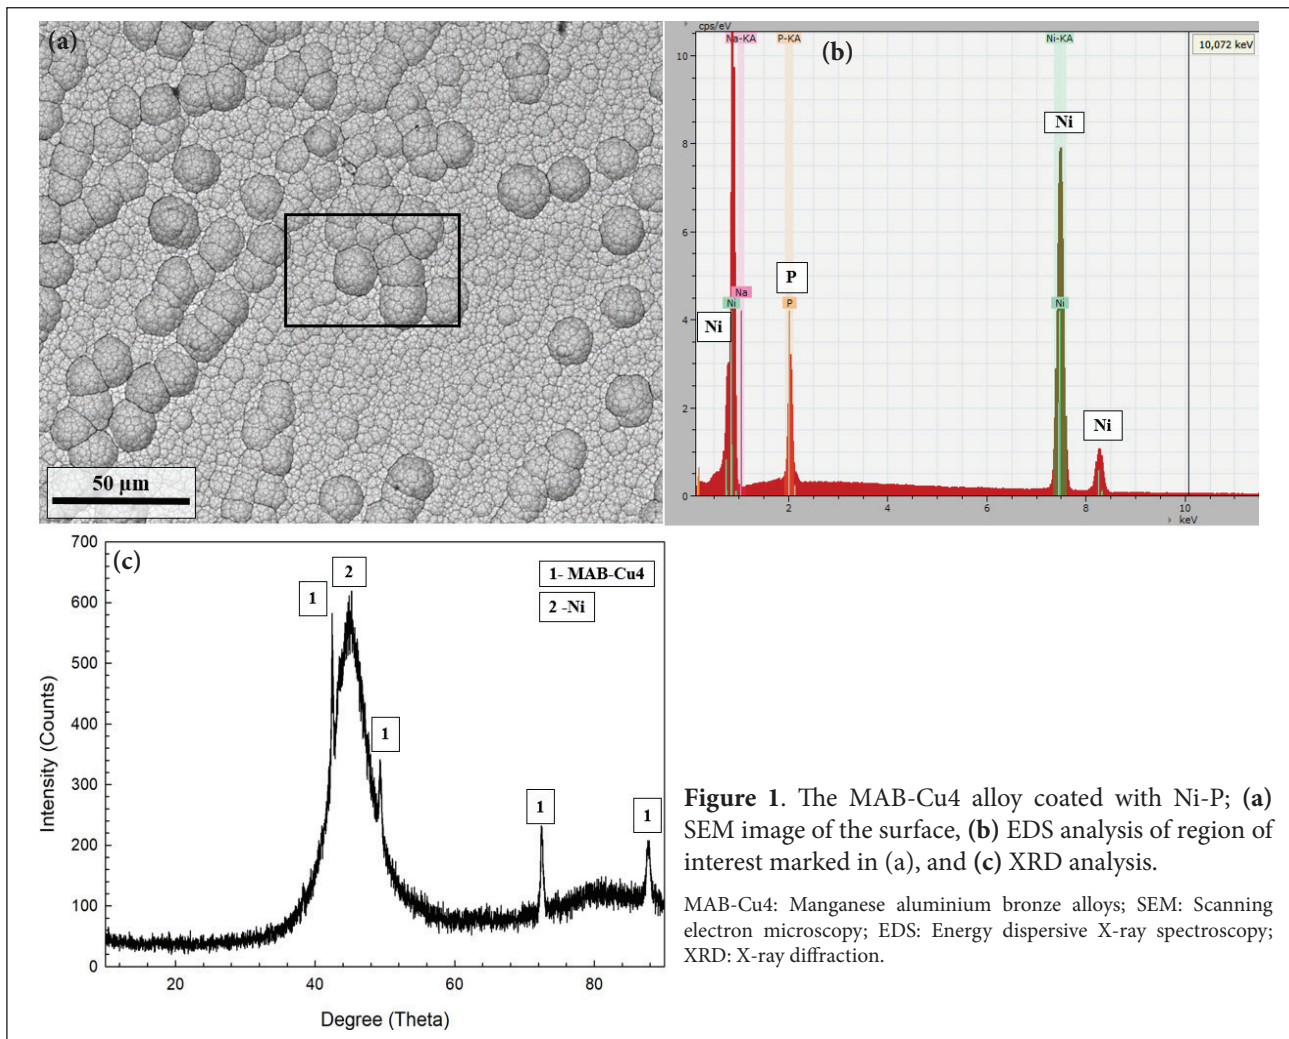 (a)
50 µm
cps/eV
Na-KA
P-KA
Ni-KA
10,072 keV
(b)
10
8
6
4
2
0
Ni
P
Na
Ni
P
Ni
Ni
Ni
2
4
6
8
10
keV
(c)
700
600
500
400
300
200
100
0
Intensity (Counts)
1
2
1
1
1
1- MAB-Cu4
2 -Ni
20
40
60
80
Degree (Theta)
Figure 1. The MAB-Cu4 alloy coated with Ni-P; (a)
SEM image of the surface, (b) EDS analysis of region of
interest marked in (a), and (c) XRD analysis.
MAB-Cu4: Manganese aluminium bronze alloys; SEM: Scanning
electron microscopy; EDS: Energy dispersive X-ray spectroscopy;
XRD: X-ray diffraction.